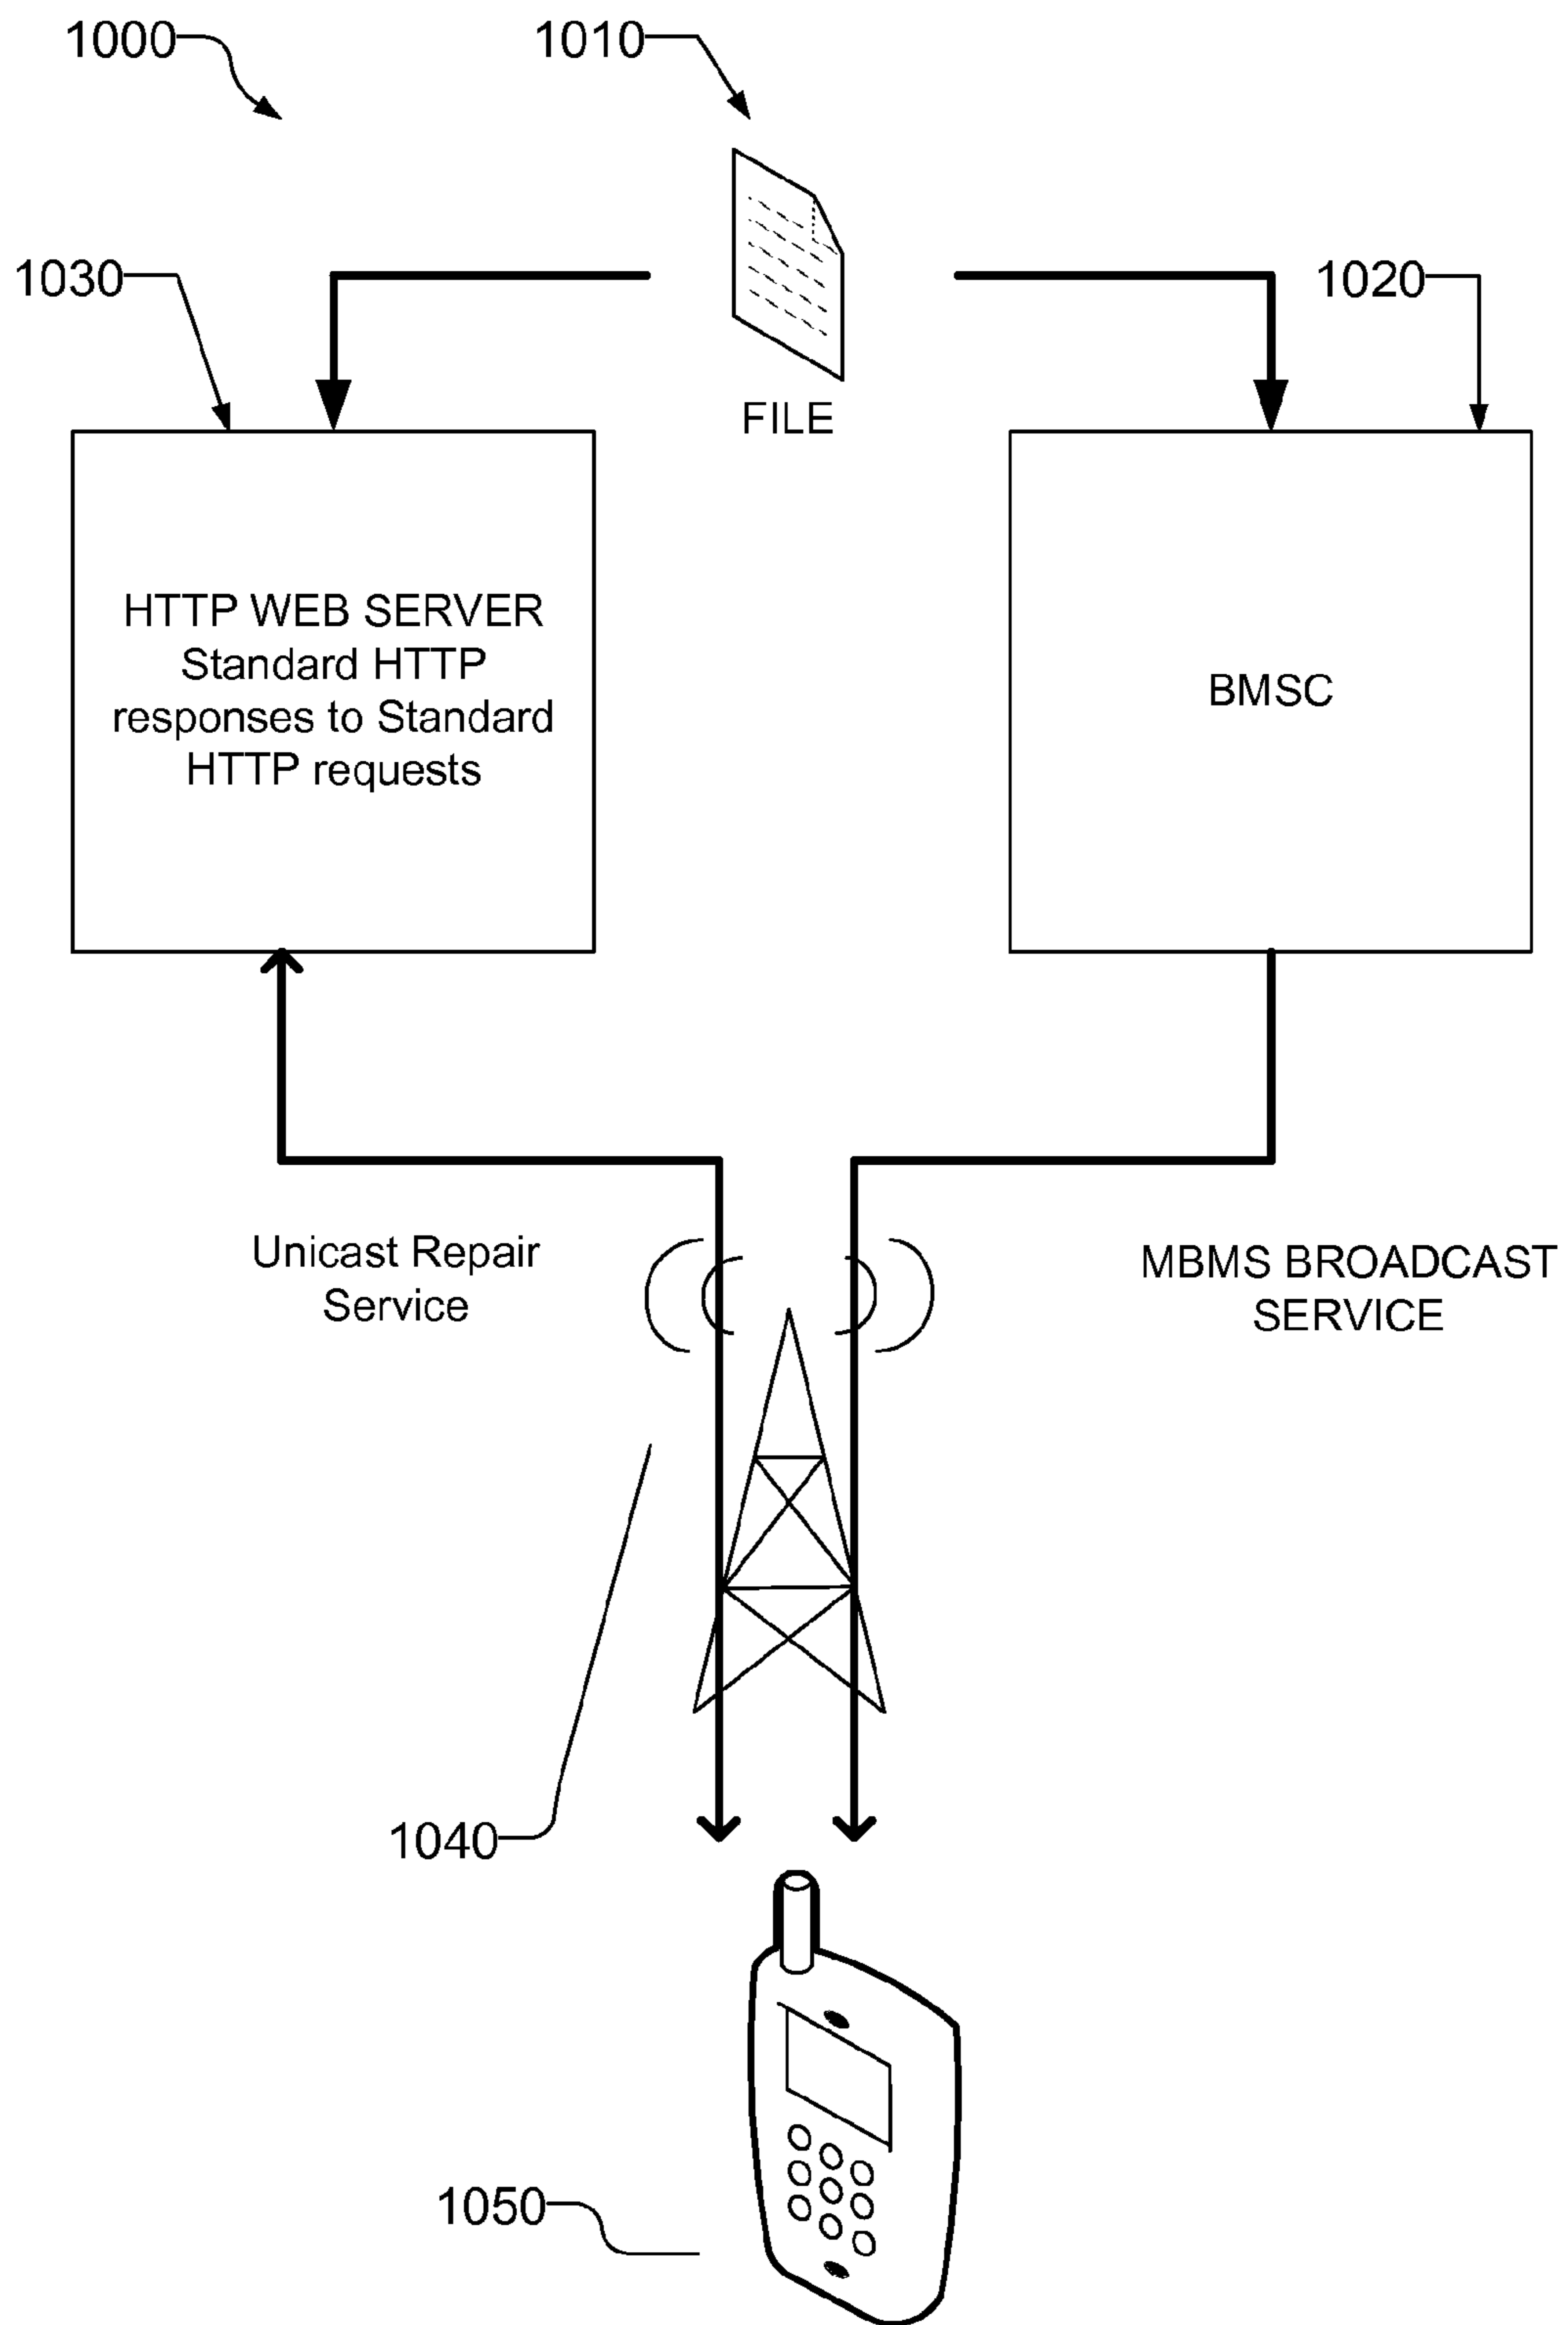 1000
1010
1030
1020
FILE
HTTP WEB SERVER
Standard HTTP
responses to Standard
HTTP requests
BMSC
Unicast Repair
Service
MBMS BROADCAST
SERVICE
1040
1050